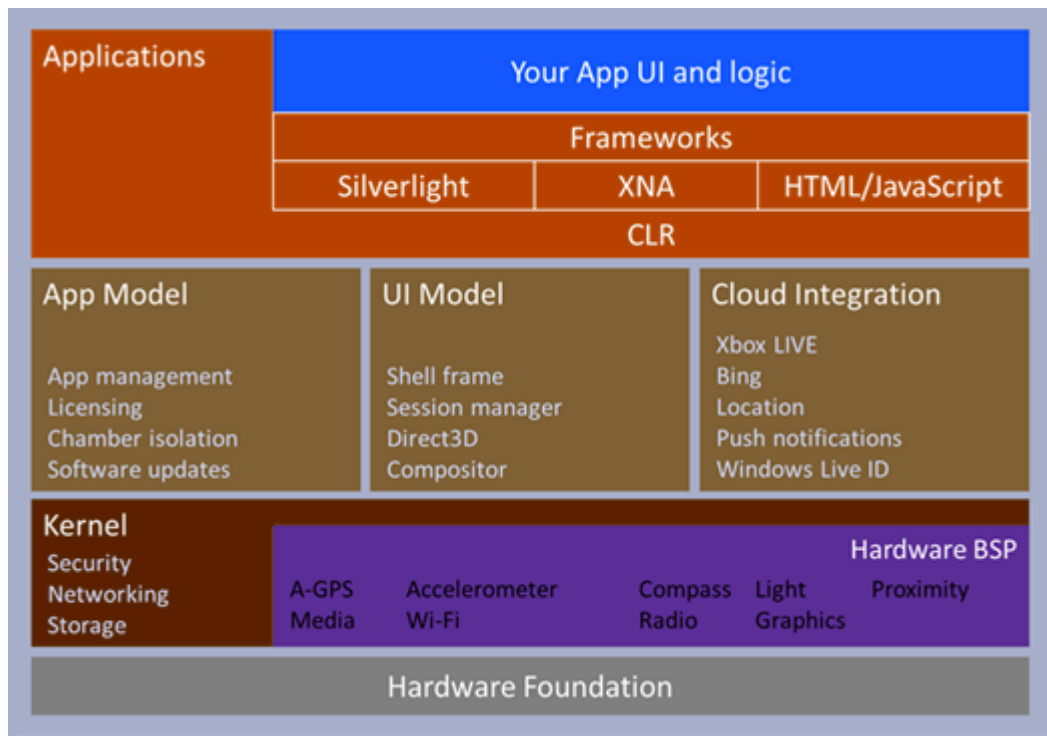 Applications
Your App UI and logic
Frameworks
Silverlight
XNA
HTML/JavaScript
CLR
App Model
App management
Licensing
Chamber isolation
Software updates
UI Model
Shell frame
Session manager
Direct3D
Compositor
Cloud Integration
Xbox LIVE
Bing
Location
Push notifications
Windows Live ID
Kernel
Security
Networking
Storage
Hardware BSP
A-GPS Accelerometer Compass Light Proximity
Media Wi-Fi Radio Graphics
Hardware Foundation